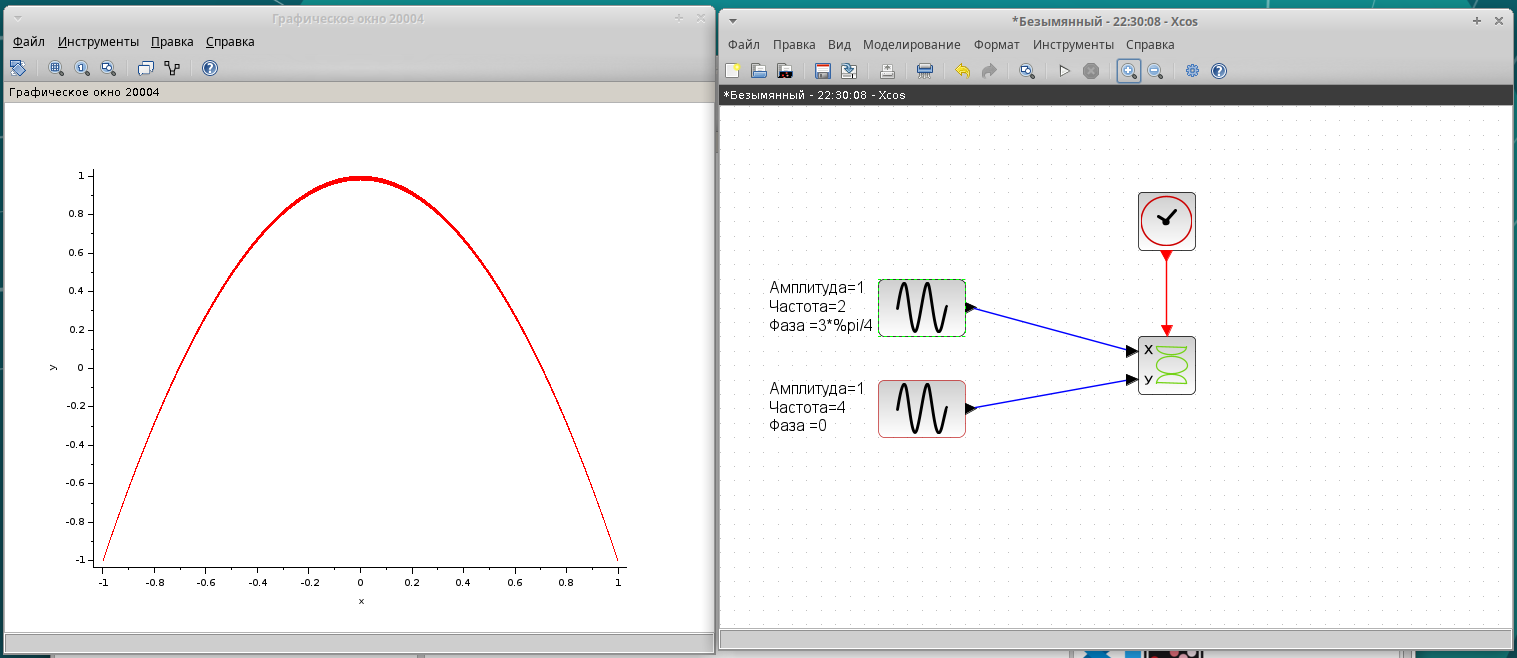 Графическое окно 20004
Файл Инструменты Правка Справка
Графическое окно 20004
1
0.8
0.6
0.4
0.2
0
-0.2
-0.4
-0.6
-0.8
-1
y
-1 -0.8 -0.6 -0.4 -0.2 0 0.2 0.4 0.6 0.8 1
x
*Безымянный - 22:30:08 - Xcos
Файл Правка Вид Моделирование Формат Инструменты Справка
*Безымянный - 22:30:08 - Xcos
Амплитуда=1
Частота=2
Фаза =3*%pi/4
Амплитуда=1
Частота=4
Фаза =0
X
y